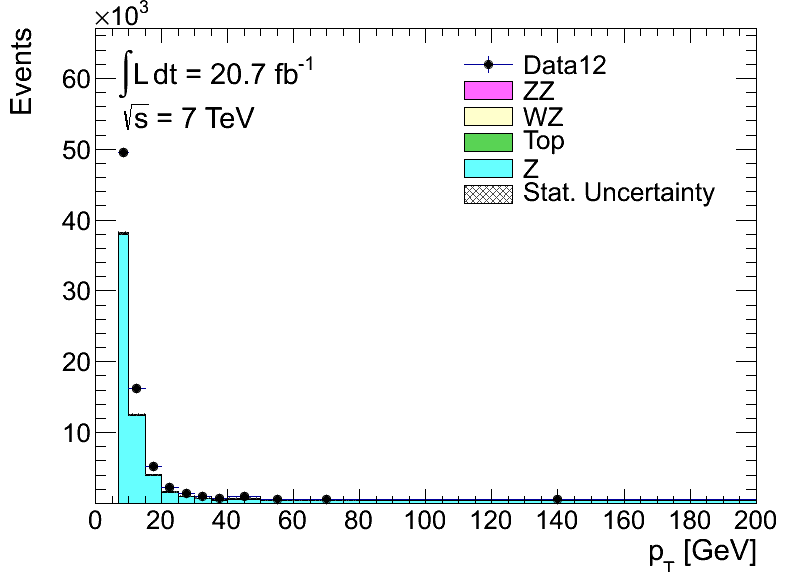 ×10³
Events
∫L dt = 20.7 fb⁻¹
√s = 7 TeV
Data12
ZZ
WZ
Top
Z
Stat. Uncertainty
60
50
40
30
20
10
0 20 40 60 80 100 120 140 160 180 200
p_T [GeV]